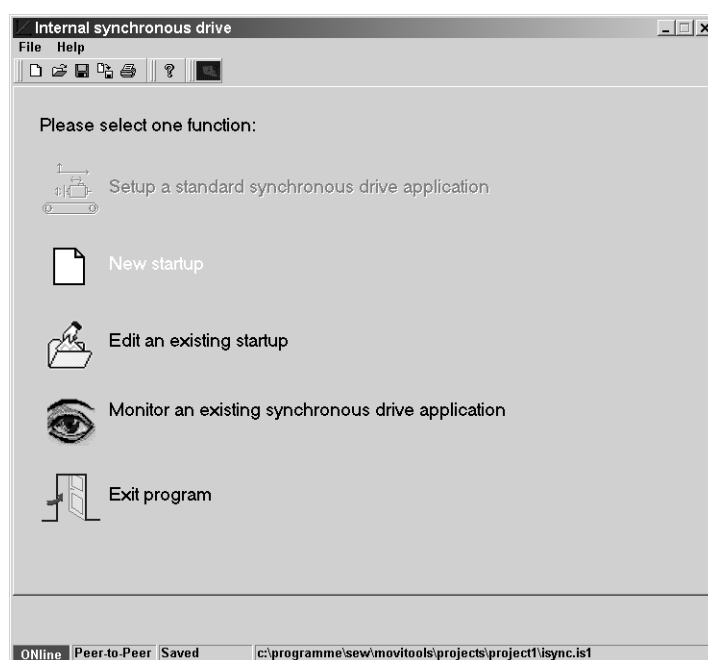 Internal synchronous drive
File Help
?
Please select one function:
Setup a standard synchronous drive application
New startup
Edit an existing startup
Monitor an existing synchronous drive application
Exit program
ONline Peer-to-Peer Saved c:\programme\sew\movitools\projects\project1\isync.is1